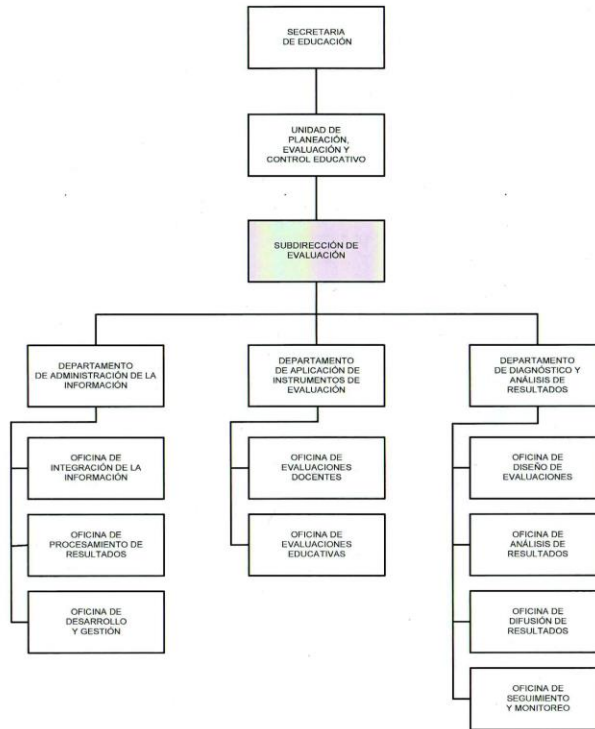 SECRETARIA
DE EDUCACIÓN
UNIDAD DE
PLANEACIÓN,
EVALUACIÓN Y
CONTROL EDUCATIVO
SUBDIRECCIÓN DE
EVALUACIÓN
DEPARTAMENTO
DE ADMINISTRACIÓN DE LA
INFORMACIÓN
OFICINA DE
INTEGRACIÓN DE LA
INFORMACIÓN
OFICINA DE
PROCESAMIENTO DE
RESULTADOS
OFICINA DE
DESARROLLO
Y GESTIÓN
DEPARTAMENTO
DE APLICACIÓN DE
INSTRUMENTOS DE
EVALUACIÓN
OFICINA DE
EVALUACIONES
DOCENTES
OFICINA DE
EVALUACIONES
EDUCATIVAS
DEPARTAMENTO
DE DIAGNÓSTICO Y
ANÁLISIS DE
RESULTADOS
OFICINA DE
DISEÑO DE
EVALUACIONES
OFICINA DE
ANÁLISIS DE
RESULTADOS
OFICINA DE
DIFUSIÓN DE
RESULTADOS
OFICINA DE
SEGUIMIENTO
Y MONITOREO